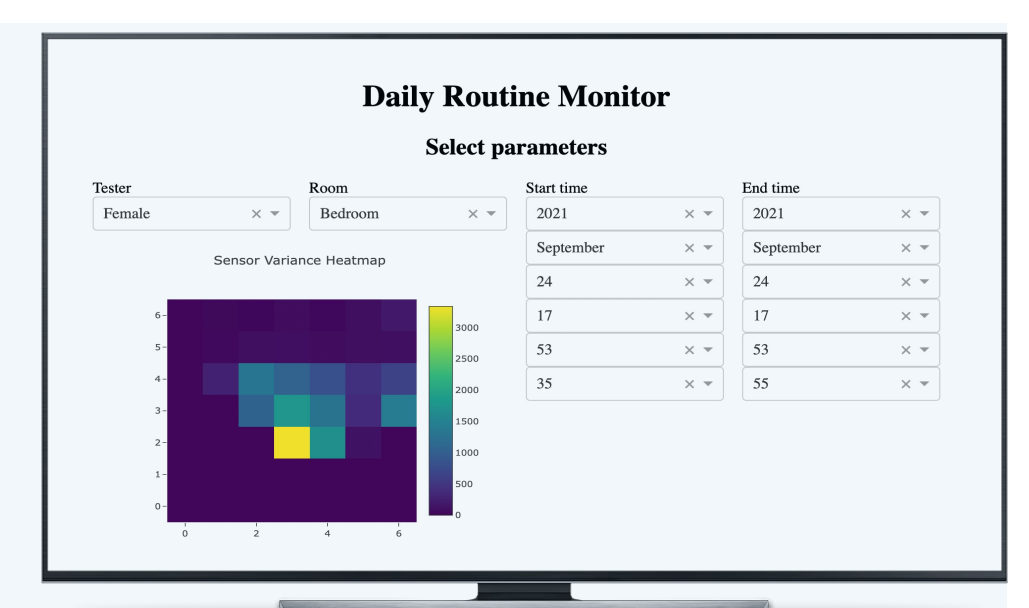 Daily Routine Monitor
Select parameters
Tester
Room
Start time
End time
Female
Bedroom
2021
2021
September
September
24
24
17
17
53
53
35
55
Sensor Variance Heatmap
6
5
4
3
2
1
0
0
2
4
6
3000
2500
2000
1500
1000
500
0